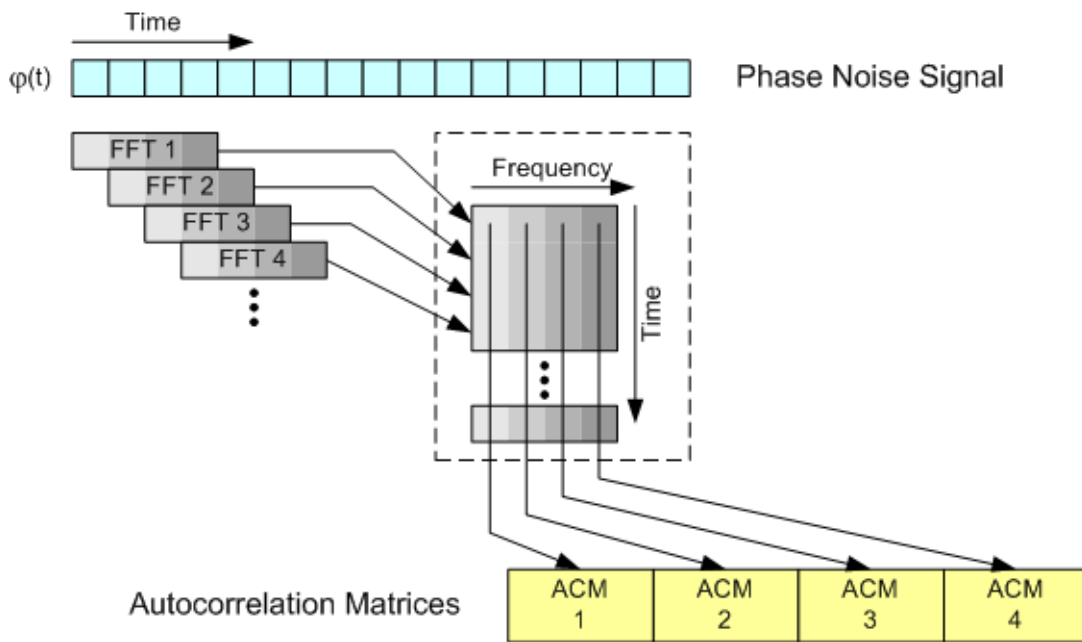 Time
φ(t)
Phase Noise Signal
FFT 1
FFT 2
FFT 3
FFT 4
Frequency
Time
Autocorrelation Matrices
ACM
1
ACM
2
ACM
3
ACM
4